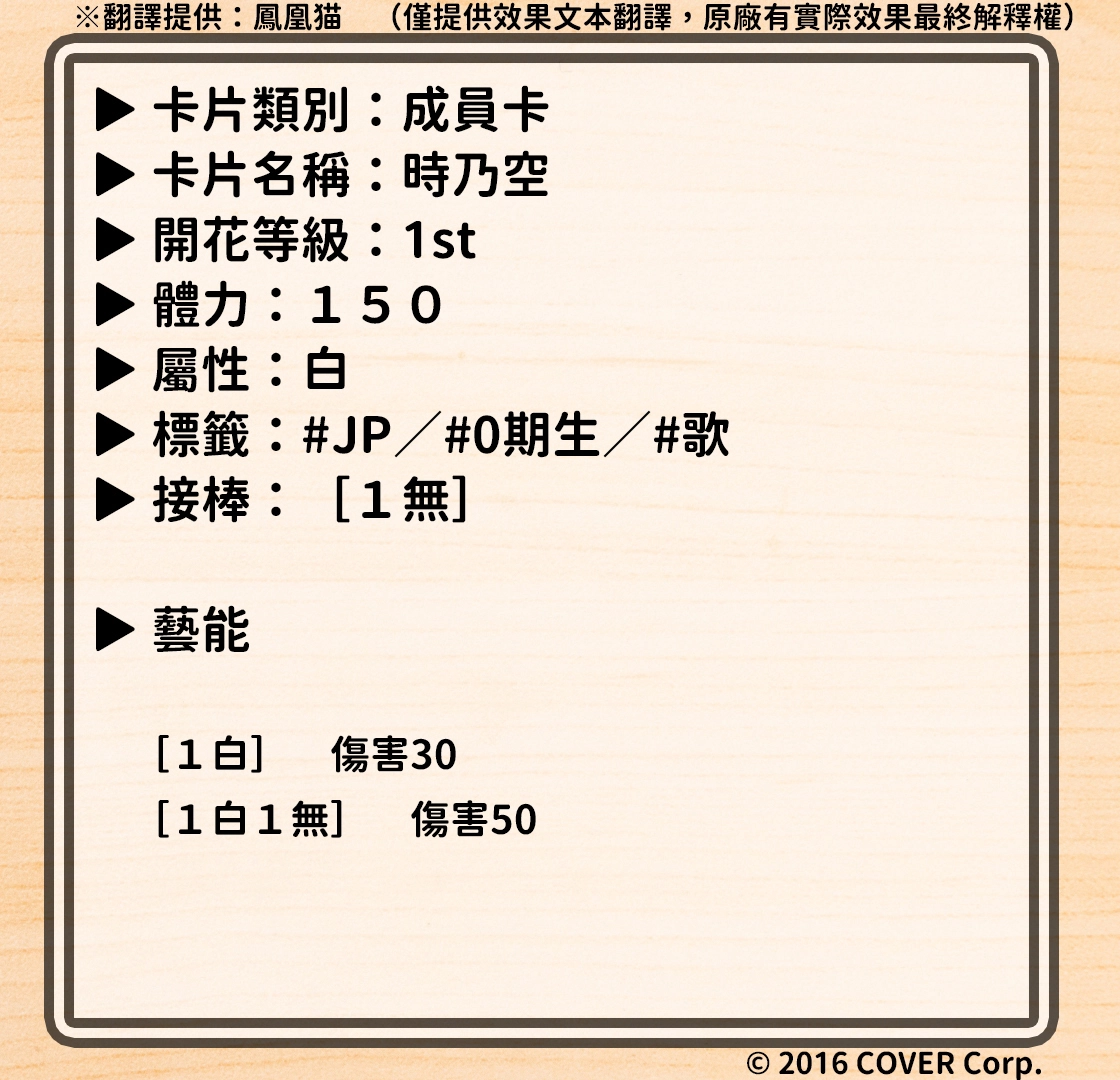 ※翻譯提供：鳳凰猫　（僅提供效果文本翻譯，原廠有實際效果最終解釋權）
▶ 卡片類別：成員卡
▶ 卡片名稱：時乃空
▶ 開花等級：1st
▶ 體力：１５０
▶ 屬性：白
▶ 標籤：#JP／#0期生／#歌
▶ 接棒：［１無］
▶ 藝能
［１白］　傷害30
［１白１無］　傷害50
© 2016 COVER Corp.